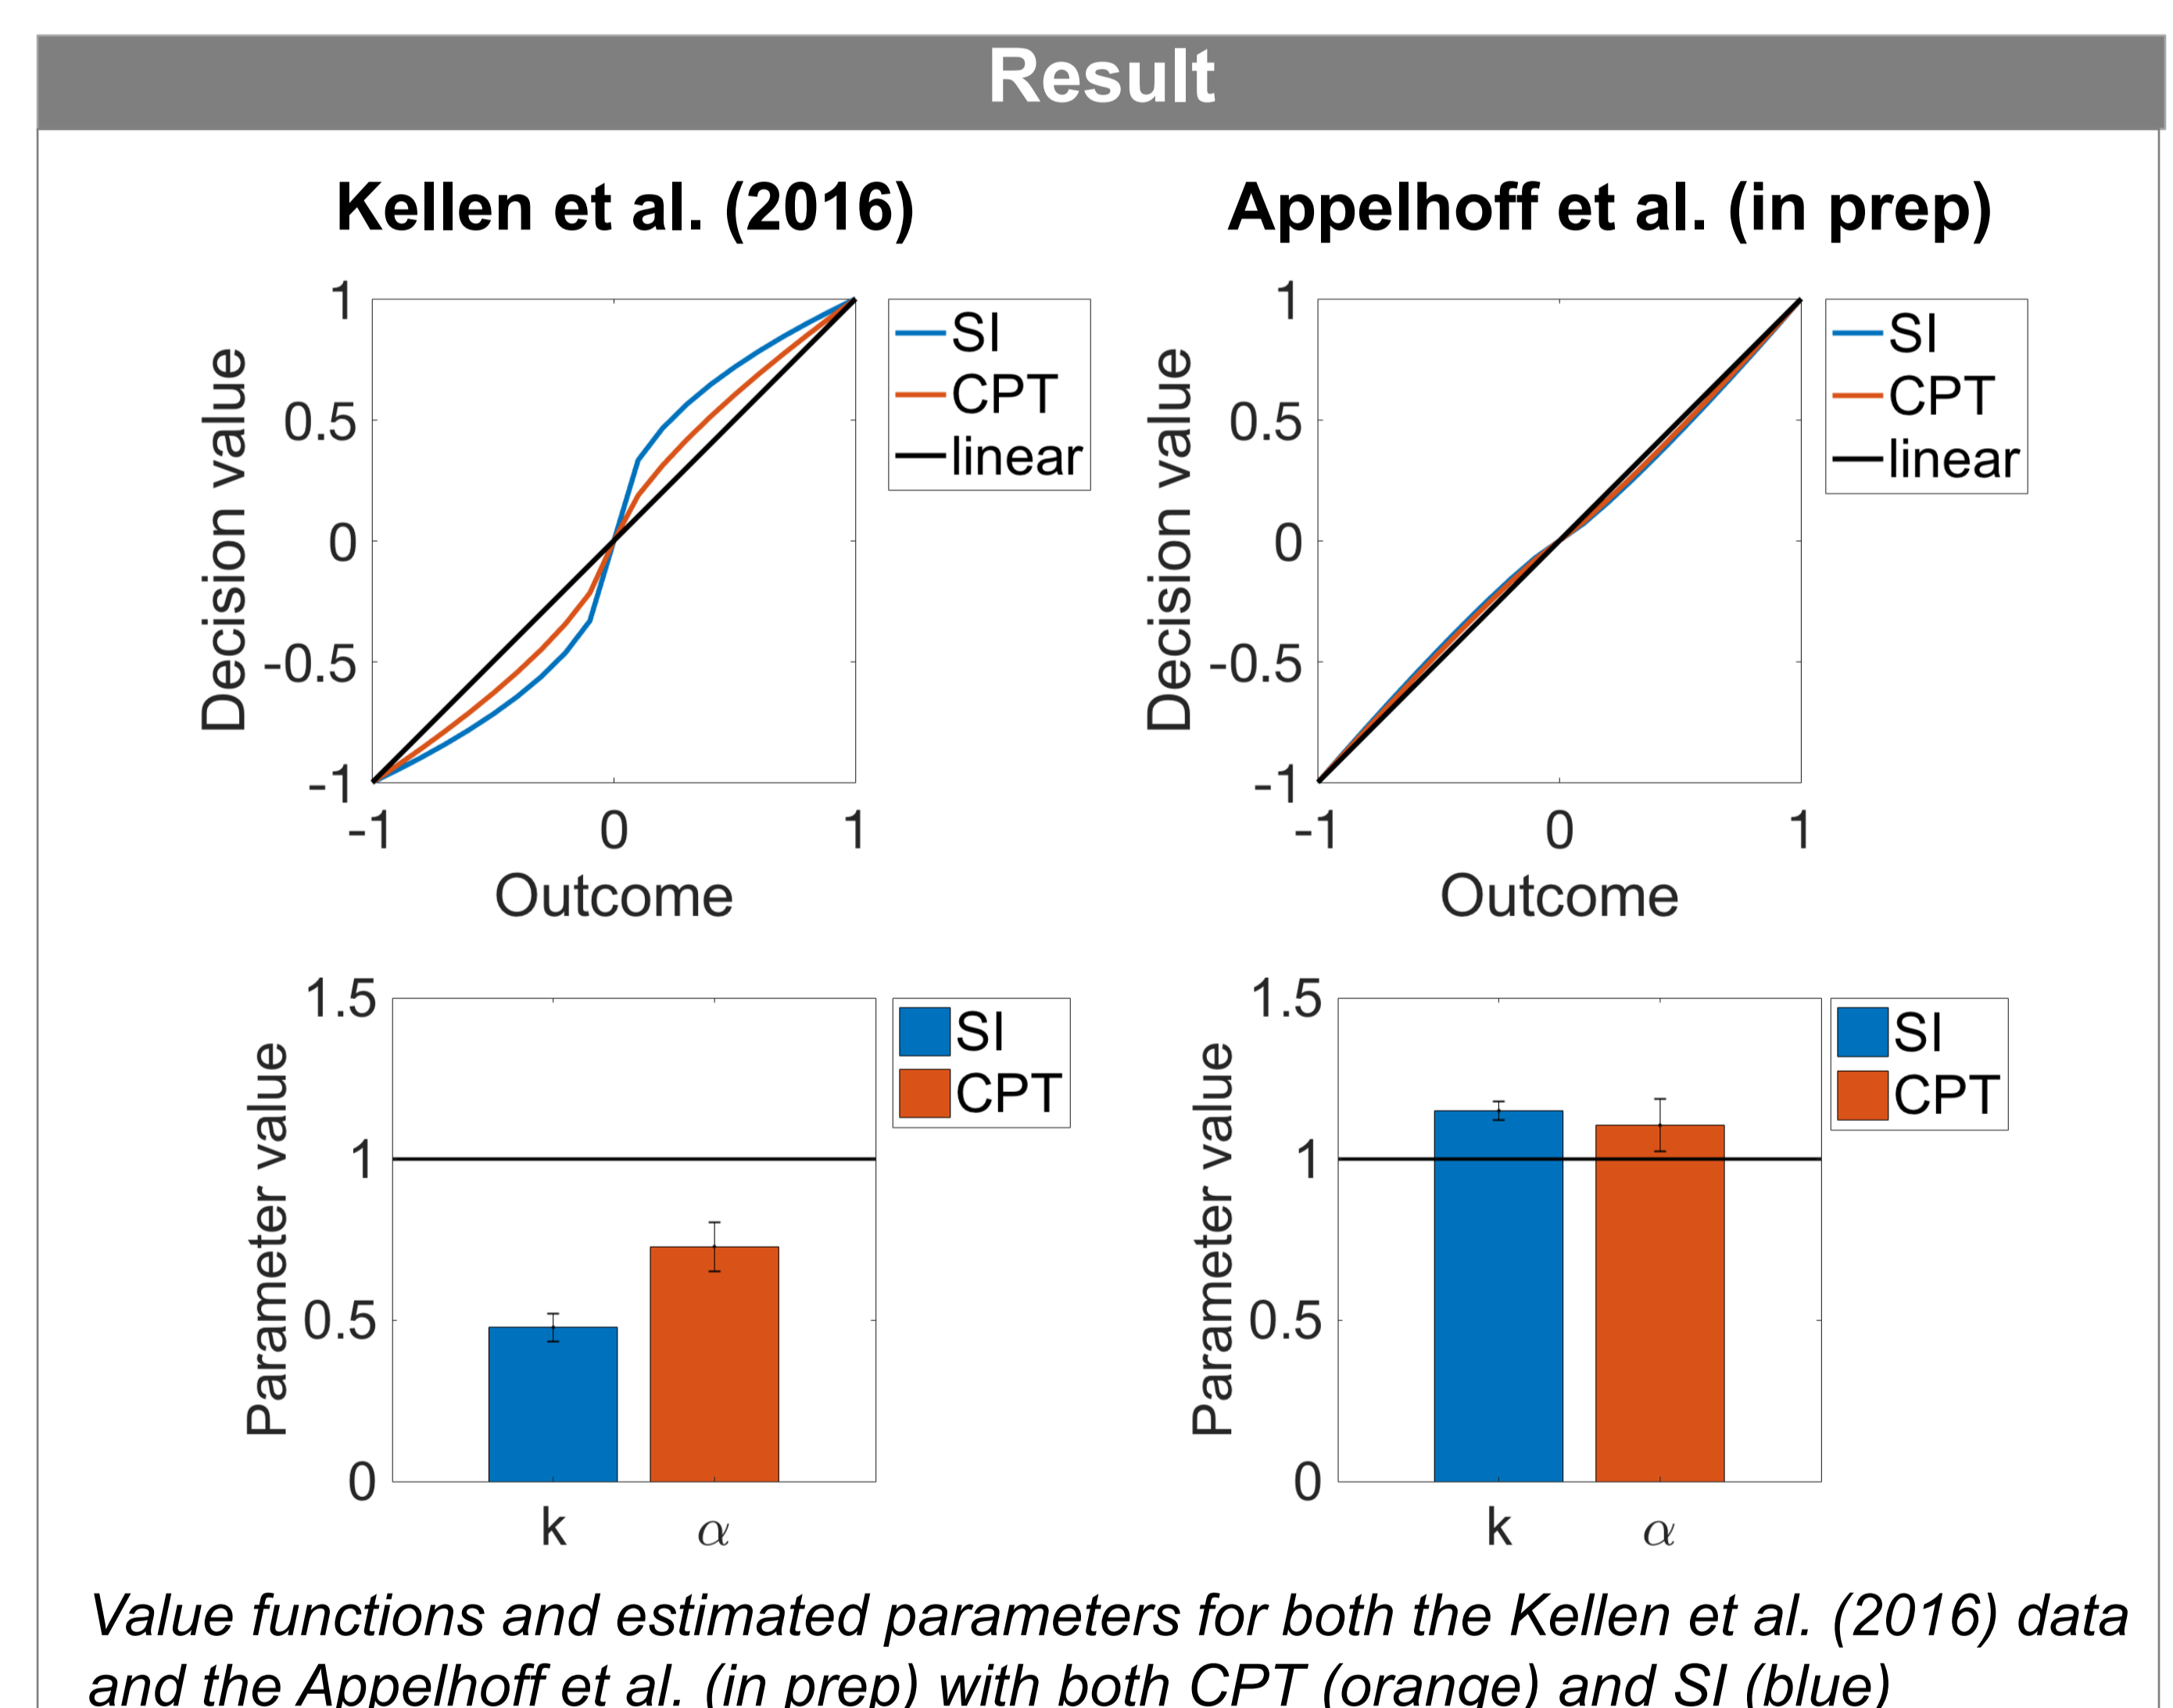 Result
Kellen et al. (2016)
1
0.5
0
-0.5
-1
-1
0
1
Decision value
Outcome
SI
CPT
linear
Appelhoff et al. (in prep)
1
0.5
0
-0.5
-1
-1
0
1
Decision value
Outcome
SI
CPT
linear
1.5
1
0.5
0
Parameter value
k
α
SI
CPT
1.5
1
0.5
0
Parameter value
k
α
SI
CPT
Value functions and estimated parameters for both the Kellen et al. (2016) data
and the Appelhoff et al. (in prep) with both CPT (orange) and SI (blue)